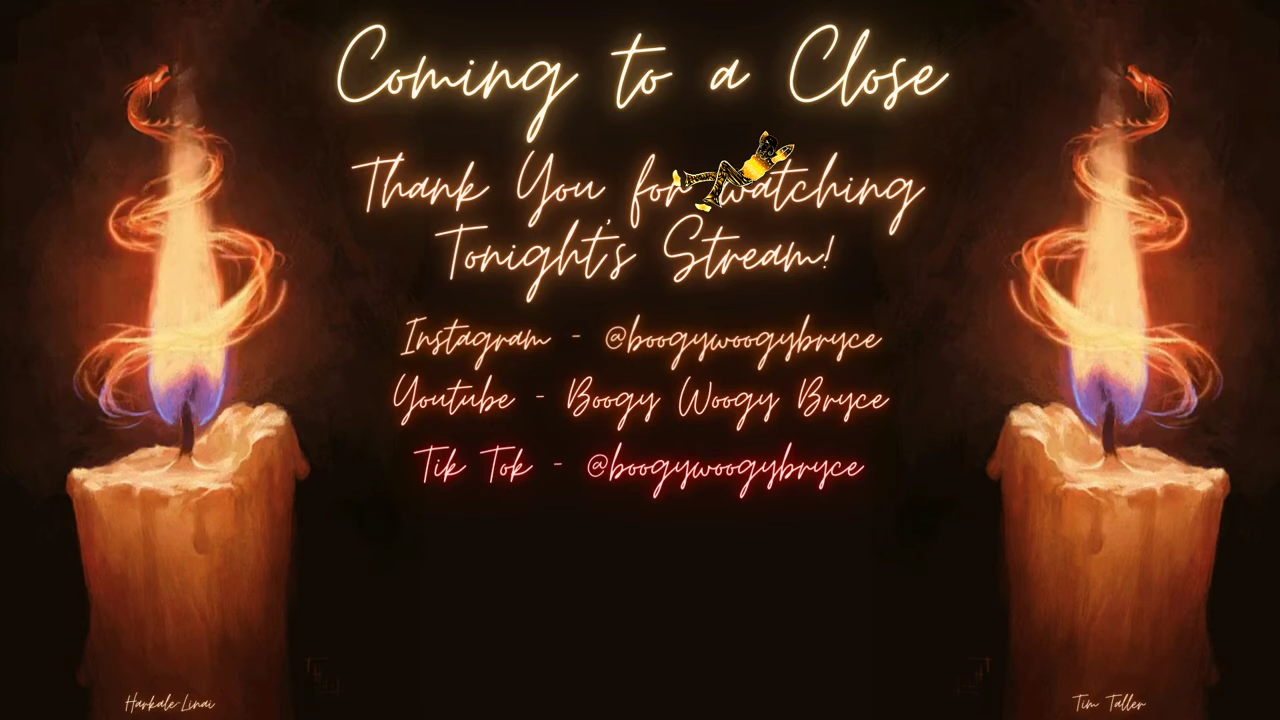 Coming to a Close
Thank You for watching
Tonight's Stream!
Instagram - @boogywoogybryce
Youtube - Boogy Woogy Bryce
Tik Tok - @boogywoogybryce
Harkale-Linai
Tim Taller